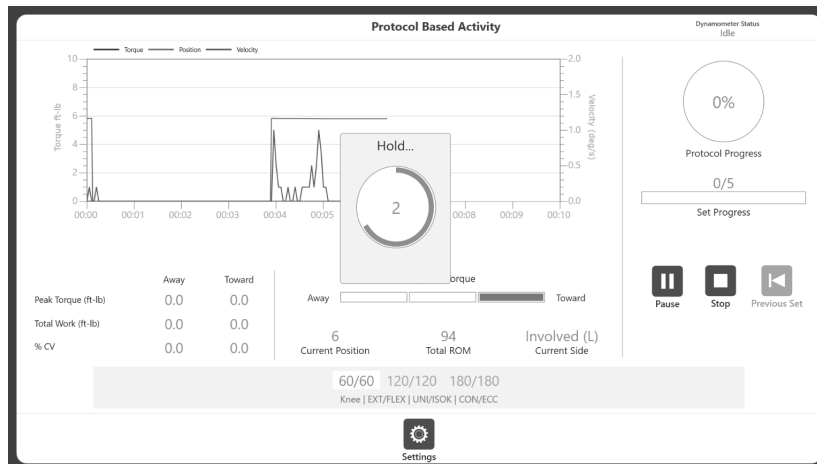 Protocol Based Activity
Dynamometer Status
Idle
Torque Position Velocity
10
8
6
4
2
0
Torque ft-lb
2.0
1.5
1.0
0.5
0.0
Velocity (deg/s)
00:00 00:01 00:02 00:03 00:04 00:05 00:08 00:09 00:10
Hold...
2
0%
Protocol Progress
0/5
Set Progress
Pause Stop Previous Set
Away Toward
Peak Torque (ft-lb) 0.0 0.0
Total Work (ft-lb) 0.0 0.0
% CV 0.0 0.0
orque
Away Toward
6 94 Involved (L)
Current Position Total ROM Current Side
60/60 120/120 180/180
Knee | EXT/FLEX | UNI/ISOK | CON/ECC
Settings